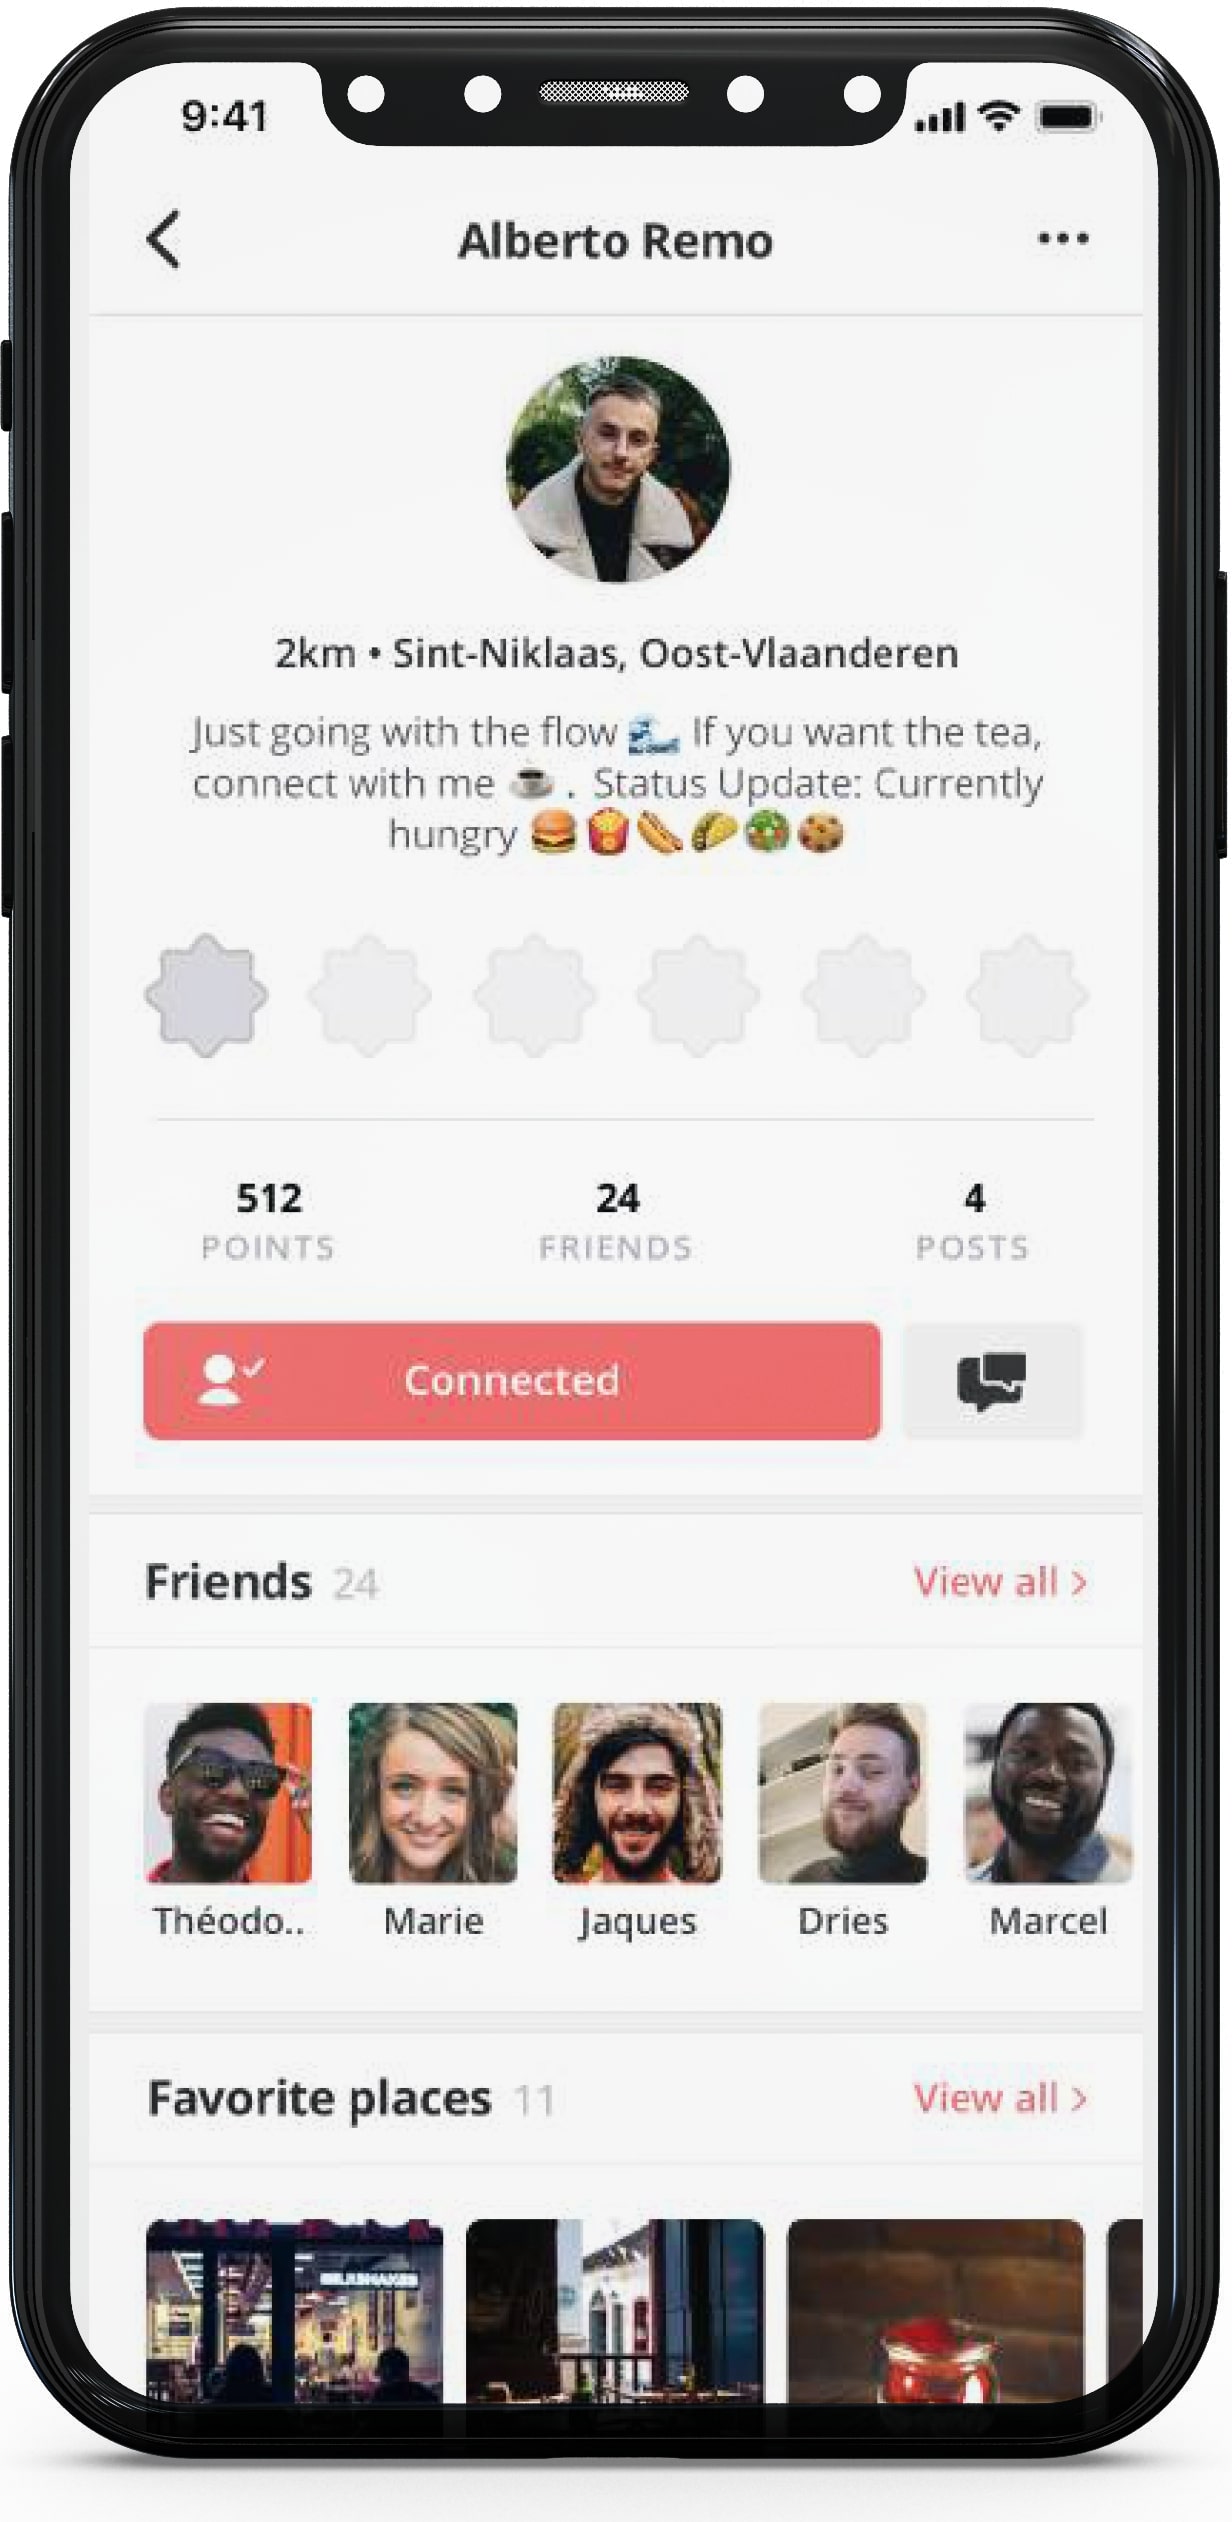 9:41
Alberto Remo
2km • Sint-Niklaas, Oost-Vlaanderen
Just going with the flow 🌊 If you want the tea,
connect with me ☕ . Status Update: Currently
hungry 🍔🍟🌭🌮🥗🍪
512 24 4
POINTS FRIENDS POSTS
Connected
Friends 24 View all >
Théodo.. Marie Jaques Dries Marcel
Favorite places 11 View all >